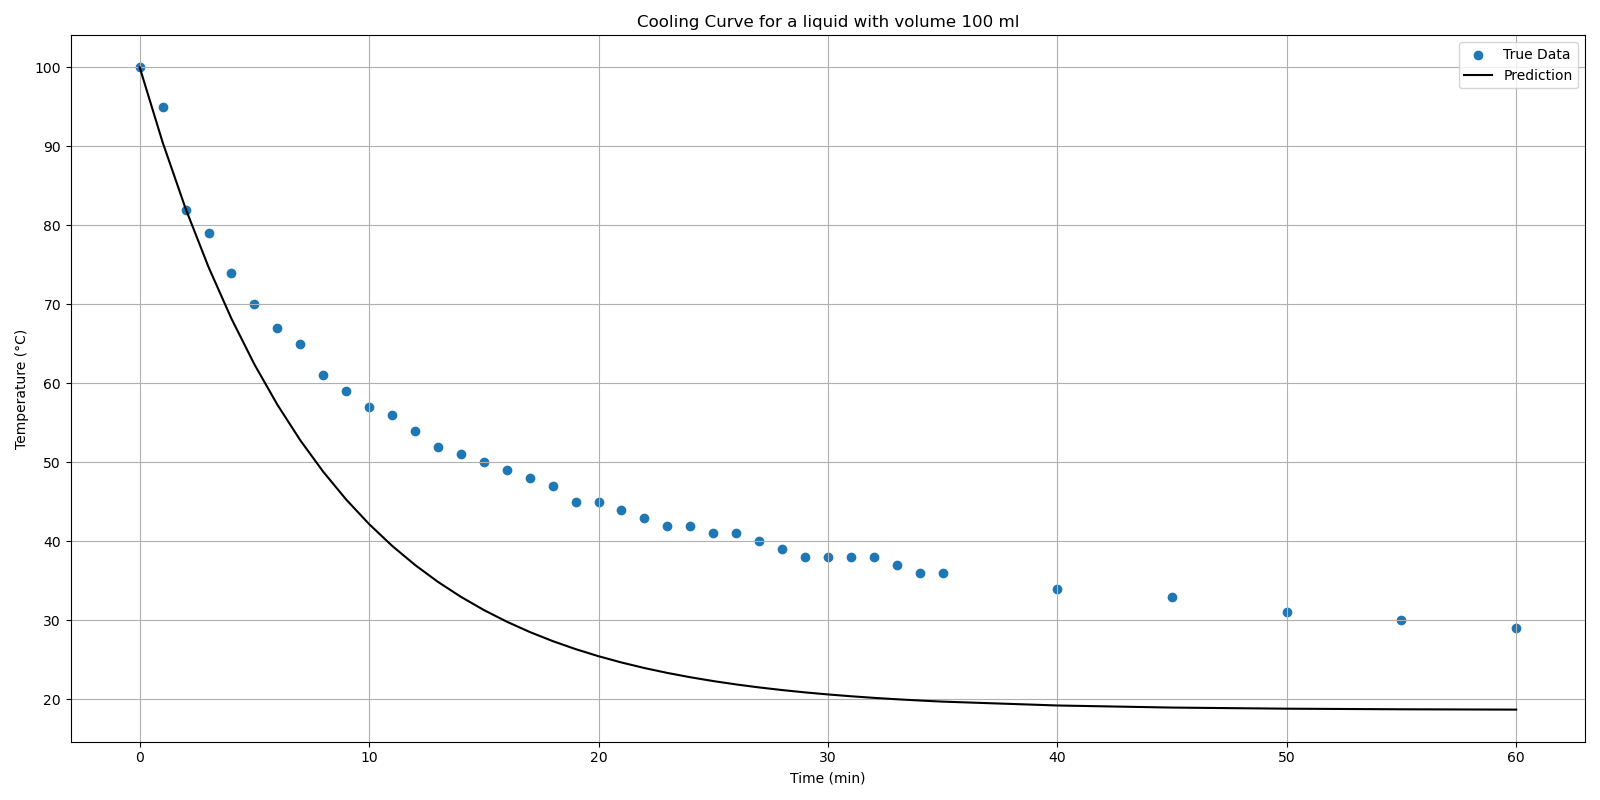 Cooling Curve for a liquid with volume 100 ml
True Data
Prediction
Temperature (°C)
100
90
80
70
60
50
40
30
20
0 10 20 30 40 50 60
Time (min)